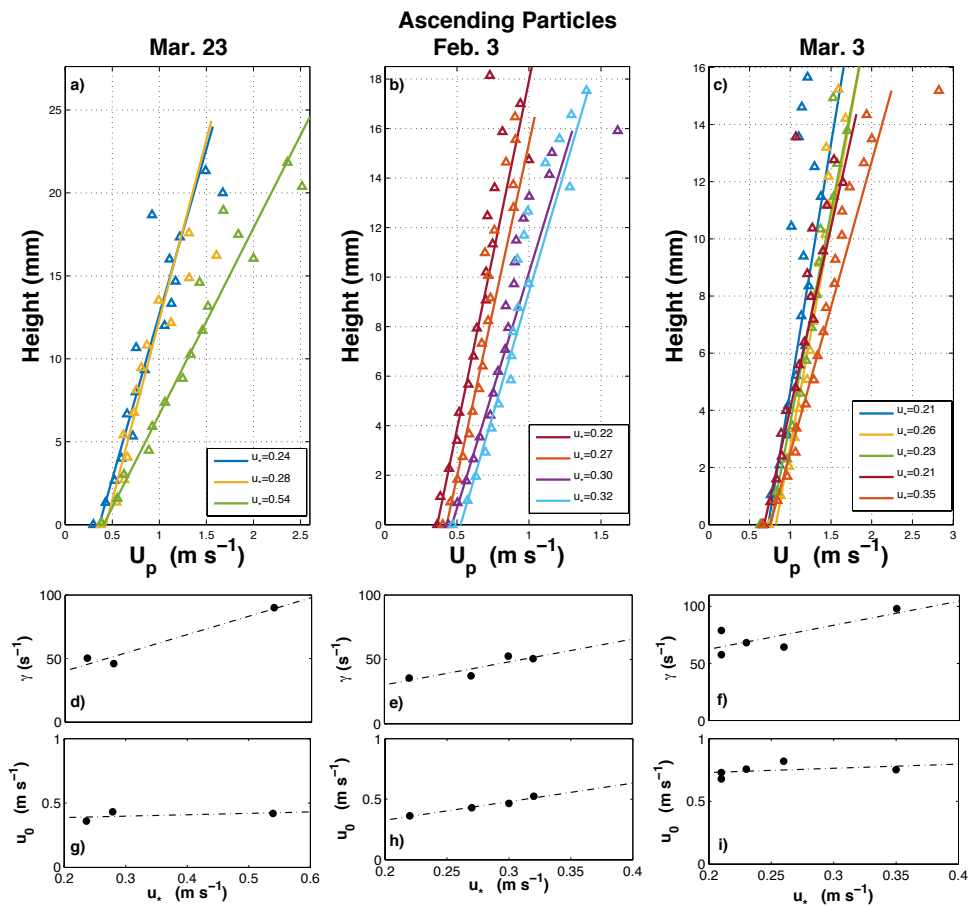 Ascending Particles
Mar. 23
Feb. 3
Mar. 3
a)
25
20
15
10
5
0
Height (mm)
0 0.5 1 1.5 2 2.5
U_p (m s⁻¹)
u*=0.24
u*=0.28
u*=0.54
b)
18
16
14
12
10
8
6
4
2
0
Height (mm)
0 0.5 1 1.5
U_p (m s⁻¹)
u*=0.22
u*=0.27
u*=0.30
u*=0.32
c)
16
14
12
10
8
6
4
2
0
Height (mm)
0 0.5 1 1.5 2 2.5 3
U_p (m s⁻¹)
u*=0.21
u*=0.26
u*=0.23
u*=0.21
u*=0.35
100
50
0
γ (s⁻¹)
d)
100
50
0
γ (s⁻¹)
e)
100
50
0
γ (s⁻¹)
f)
1
0.5
0
u₀ (m s⁻¹)
g)
0.2 0.3 0.4 0.5 0.6
u* (m s⁻¹)
1
0.5
0
u₀ (m s⁻¹)
h)
0.2 0.25 0.3 0.35 0.4
u* (m s⁻¹)
1
0.5
0
u₀ (m s⁻¹)
i)
0.2 0.25 0.3 0.35 0.4
u* (m s⁻¹)